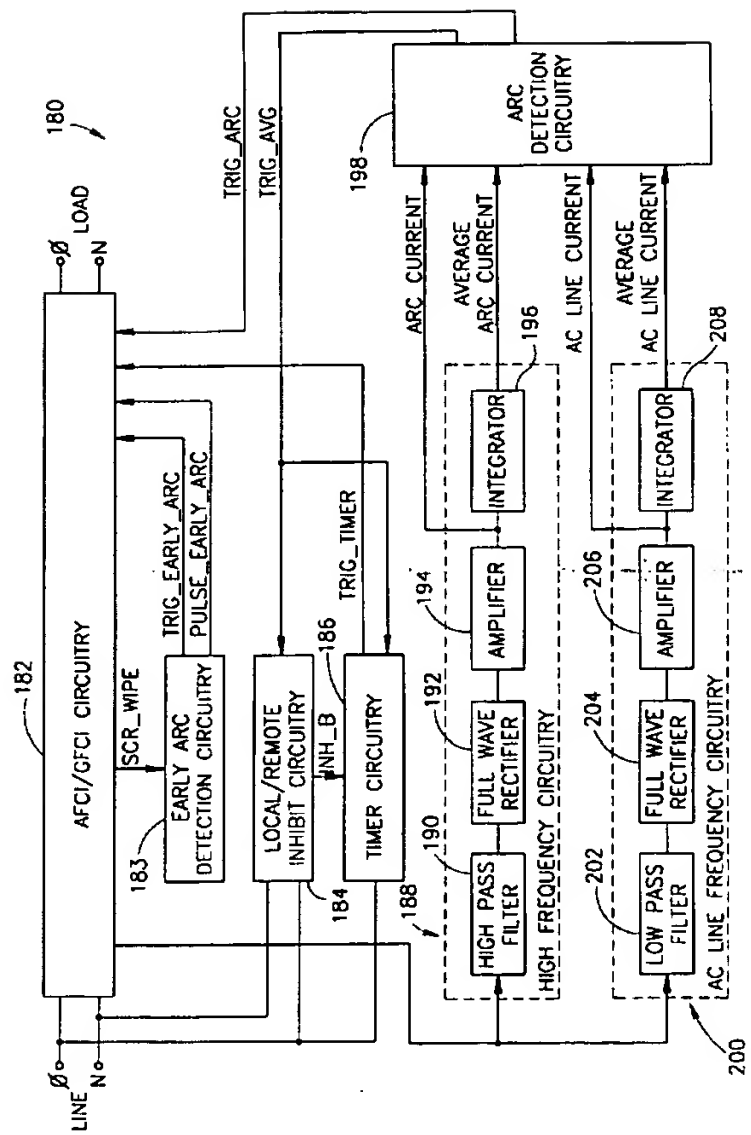 180
182
AFCI/GFCI CIRCUITRY
LINE
Ø
N
Ø
N
LOAD
SCR_WIPE
183
EARLY ARC
DETECTION CIRCUITRY
TRIG_EARLY_ARC
PULSE_EARLY_ARC
TRIG_ARC
TRIG_AVG
LOCAL/REMOTE
INHIBIT CIRCUITRY
184
INH_B
186
TIMER CIRCUITRY
TRIG_TIMER
188
190
HIGH PASS
FILTER
192
FULL WAVE
RECTIFIER
194
AMPLIFIER
196
INTEGRATOR
HIGH FREQUENCY CIRCUITRY
ARC CURRENT
AVERAGE
ARC CURRENT
198
ARC
DETECTION
CIRCUITRY
AC LINE CURRENT
AVERAGE
AC LINE CURRENT
200
202
LOW PASS
FILTER
204
FULL WAVE
RECTIFIER
206
AMPLIFIER
208
INTEGRATOR
AC LINE FREQUENCY CIRCUITRY